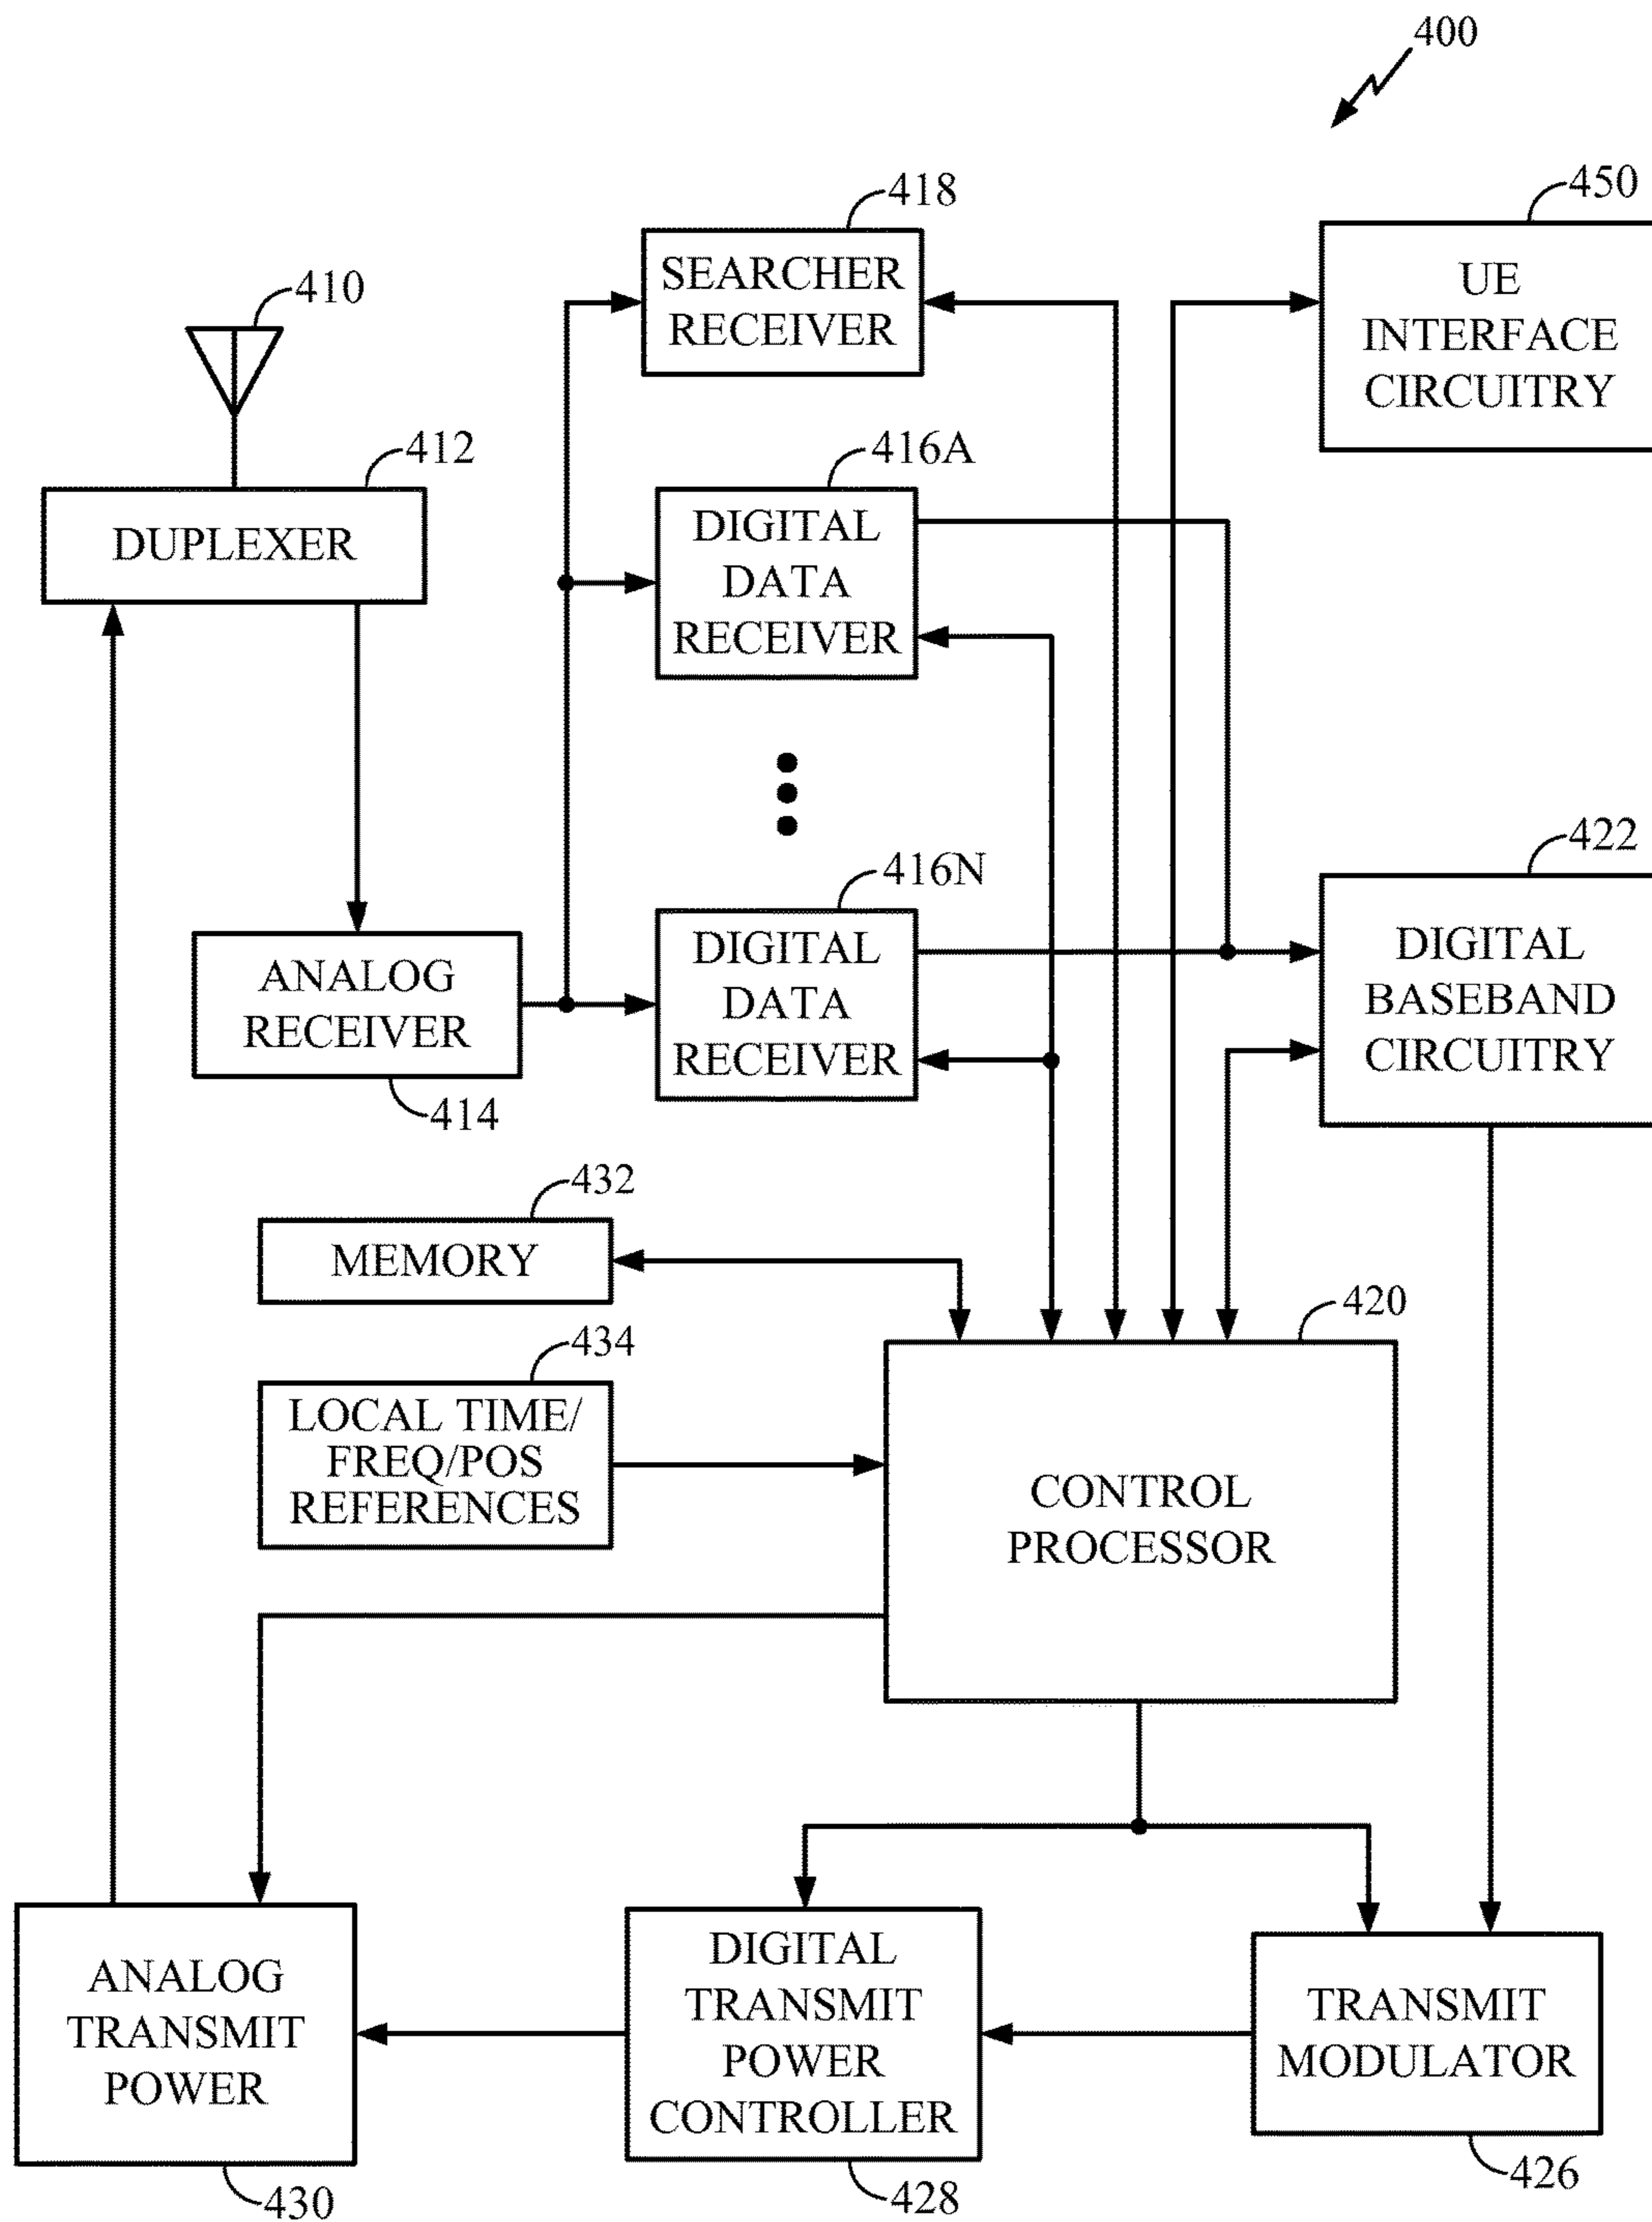 400
418
SEARCHER
RECEIVER
450
UE
INTERFACE
CIRCUITRY
410
412
DUPLEXER
416A
DIGITAL
DATA
RECEIVER
416N
DIGITAL
DATA
RECEIVER
422
DIGITAL
BASEBAND
CIRCUITRY
ANALOG
RECEIVER
414
432
MEMORY
434
LOCAL TIME/
FREQ/POS
REFERENCES
420
CONTROL
PROCESSOR
ANALOG
TRANSMIT
POWER
430
DIGITAL
TRANSMIT
POWER
CONTROLLER
428
TRANSMIT
MODULATOR
426